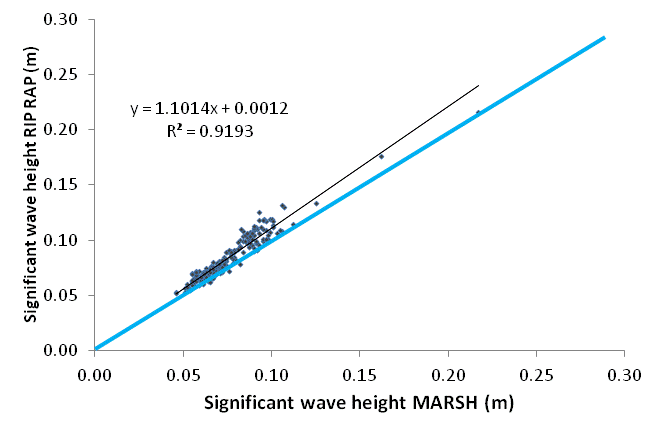 0.30
0.25
0.20
0.15
0.10
0.05
0.00
Significant wave height RIP RAP (m)
y = 1.1014x + 0.0012
R² = 0.9193
0.00 0.05 0.10 0.15 0.20 0.25 0.30
Significant wave height MARSH (m)